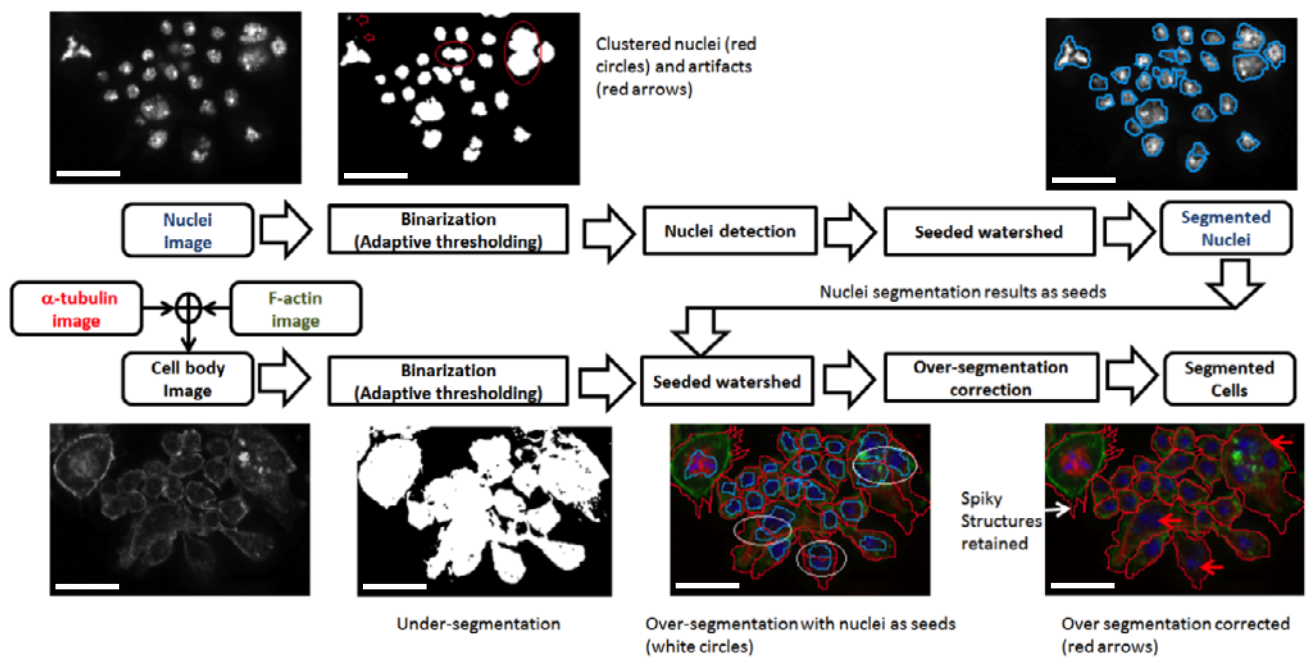 Clustered nuclei (red
circles) and artifacts
(red arrows)
Nuclei
Image
Binarization
(Adaptive thresholding)
Nuclei detection
Seeded watershed
Segmented
Nuclei
α-tubulin
image
F-actin
image
Nuclei segmentation results as seeds
Cell body
Image
Binarization
(Adaptive thresholding)
Seeded watershed
Over-segmentation
correction
Segmented
Cells
Spiky
Structures
retained
Under-segmentation
Over-segmentation with nuclei as seeds
(white circles)
Over segmentation corrected
(red arrows)